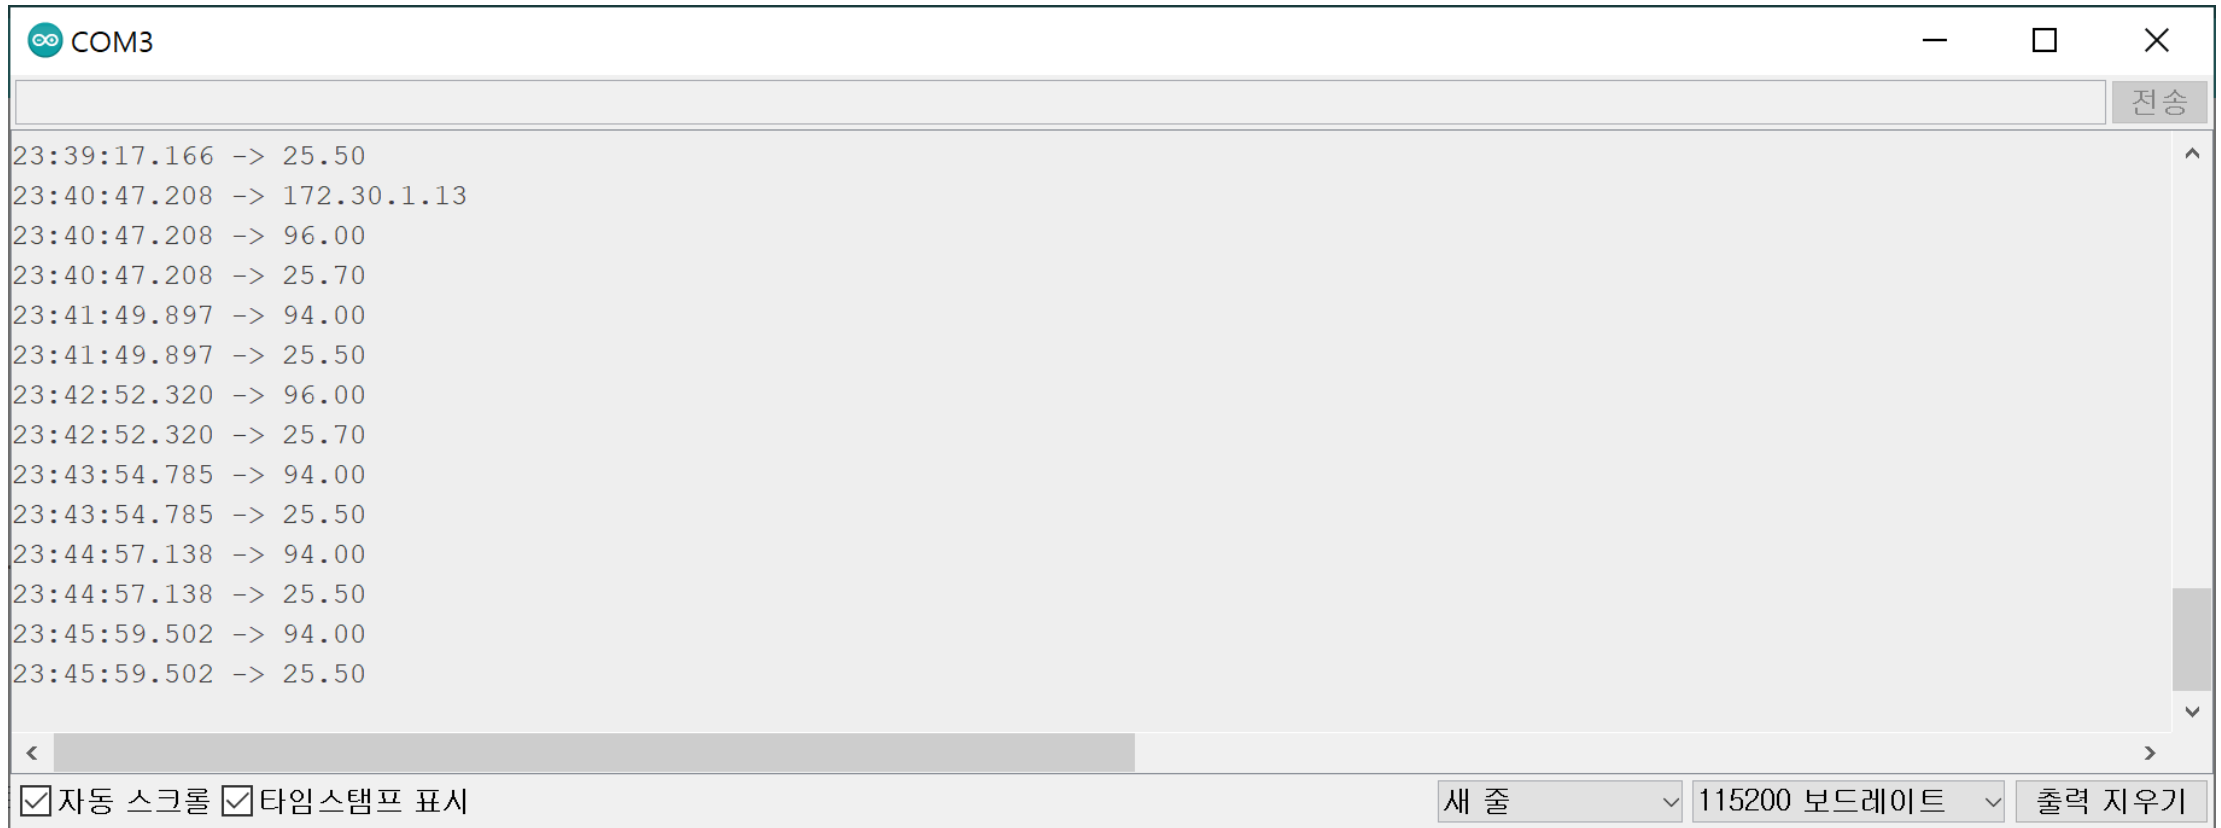 COM3
전송
23:39:17.166 -> 25.50
23:40:47.208 -> 172.30.1.13
23:40:47.208 -> 96.00
23:40:47.208 -> 25.70
23:41:49.897 -> 94.00
23:41:49.897 -> 25.50
23:42:52.320 -> 96.00
23:42:52.320 -> 25.70
23:43:54.785 -> 94.00
23:43:54.785 -> 25.50
23:44:57.138 -> 94.00
23:44:57.138 -> 25.50
23:45:59.502 -> 94.00
23:45:59.502 -> 25.50
자동 스크롤 타임스탬프 표시 새 줄 115200 보드레이트 출력 지우기